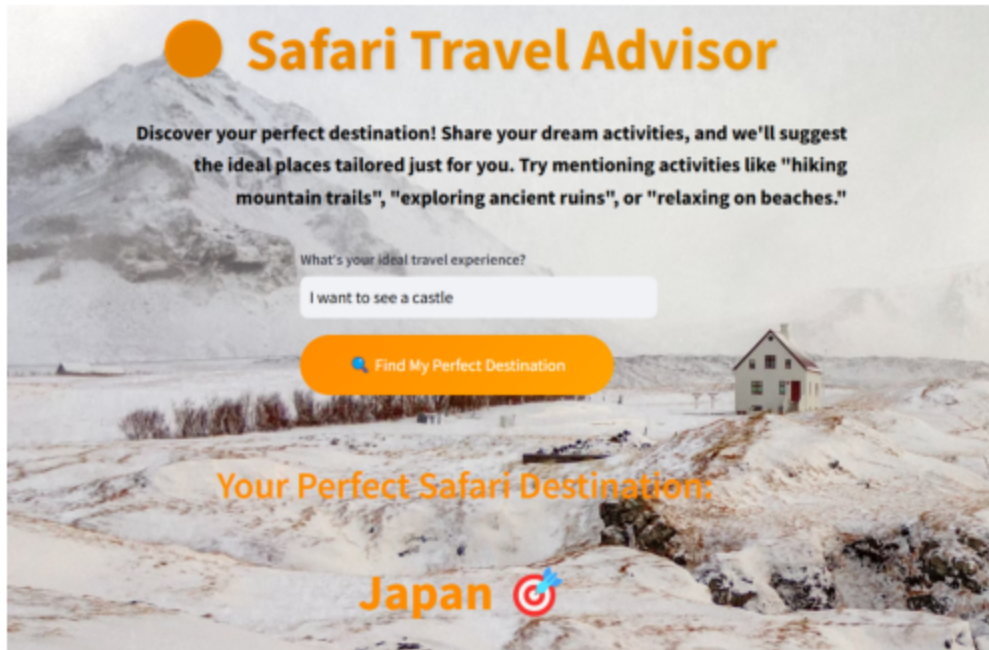 Safari Travel Advisor
Discover your perfect destination! Share your dream activities, and we'll suggest
the ideal places tailored just for you. Try mentioning activities like "hiking
mountain trails", "exploring ancient ruins", or "relaxing on beaches."
What's your ideal travel experience?
I want to see a castle
🔍 Find My Perfect Destination
Your Perfect Safari Destination:
Japan 🎯